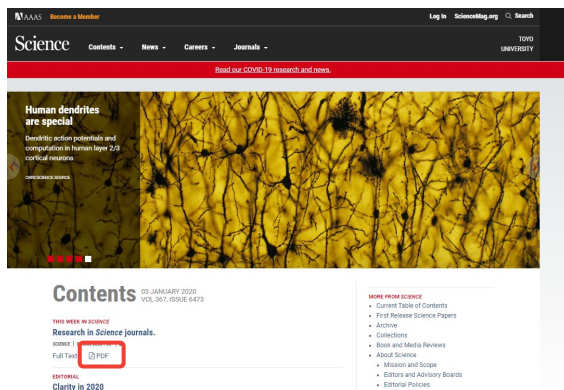 AAAS Become a Member
Log In ScienceMag.org Search
Science Contents News Careers Journals
TOYO
UNIVERSITY
Read our COVID-19 research and news.
Human dendrites
are special
Dendritic action potentials and
computation in human layer 2/3
cortical neurons
Contents 03 JANUARY 2020
VOL 367, ISSUE 6473
THIS WEEK IN SCIENCE
Research in Science journals.
SCIENCE
Full Text PDF
EDITORIAL
Clarity in 2020
MORE FROM SCIENCE
Current Table of Contents
First Release Science Papers
Archive
Collections
Book and Media Reviews
About Science
Mission and Scope
Editors and Advisory Boards
Editorial Policies